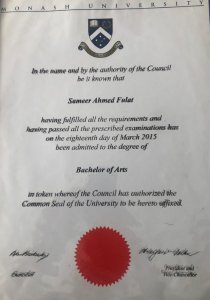 MONASH UNIVERSITY
In the name and by the authority of the Council
be it known that
Sameer Ahmed Fulat
having fulfilled all the requirements and
having passed all the prescribed examinations has
on the eighteenth day of March 2015
been admitted to the degree of
Bachelor of Arts
in token whereof the Council has authorized the
Common Seal of the University to be hereto affixed.
Chancellor
President and
Vice-Chancellor